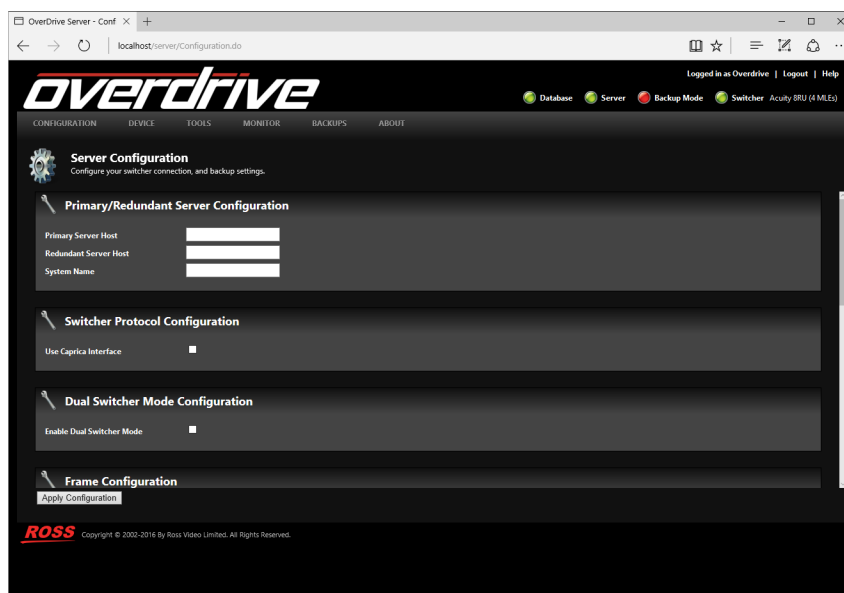 OverDrive Server - Conf
localhost/server/Configuration.do
overdrive
Logged in as Overdrive | Logout | Help
Database Server Backup Mode Switcher Acuity 8RU (4 MLEs)
CONFIGURATION DEVICE TOOLS MONITOR BACKUPS ABOUT
Server Configuration
Configure your switcher connection, and backup settings.
Primary/Redundant Server Configuration
Primary Server Host
Redundant Server Host
System Name
Switcher Protocol Configuration
Use Caprica Interface
Dual Switcher Mode Configuration
Enable Dual Switcher Mode
Frame Configuration
Apply Configuration
ROSS Copyright © 2002-2016 By Ross Video Limited. All Rights Reserved.